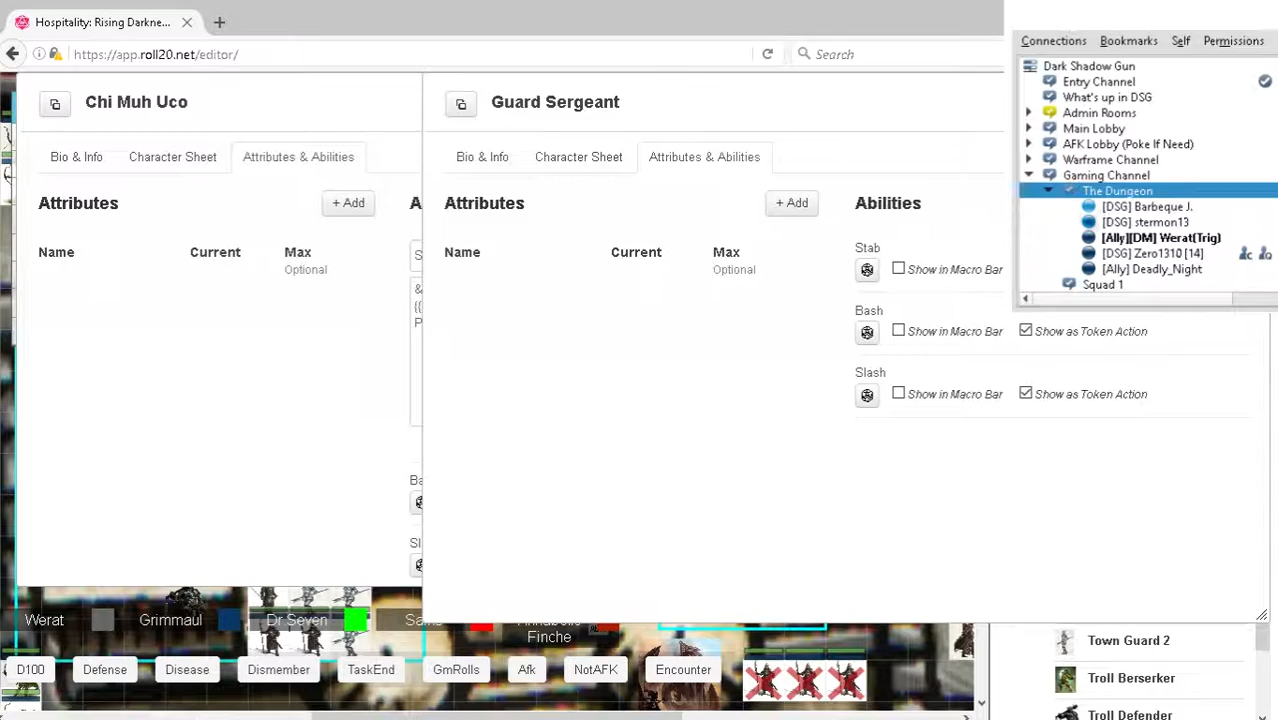 Hospitality: Rising Darkne...
https://app.roll20.net/editor/
Search
Chi Muh Uco
Bio & Info
Character Sheet
Attributes & Abilities
Attributes
+ Add
Name
Current
Max
Optional
Guard Sergeant
Bio & Info
Character Sheet
Attributes & Abilities
Attributes
+ Add
Name
Current
Max
Optional
Abilities
Stab
Show in Macro Bar
Bash
Show in Macro Bar
Show as Token Action
Slash
Show in Macro Bar
Show as Token Action
Connections
Bookmarks
Self
Permissions
Dark Shadow Gun
Entry Channel
What's up in DSG
Admin Rooms
Main Lobby
AFK Lobby (Poke If Need)
Warframe Channel
Gaming Channel
The Dungeon
[DSG] Barbeque J.
[DSG] stermon13
[Ally][DM] Werat(Trig)
[DSG] Zero1310 [14]
[Ally] Deadly_Night
Squad 1
Werat
Grimmaul
Dr Seven
Finche
D100
Defense
Disease
Dismember
TaskEnd
GmRolls
Afk
NotAFK
Encounter
Town Guard 2
Troll Berserker
Troll Defender